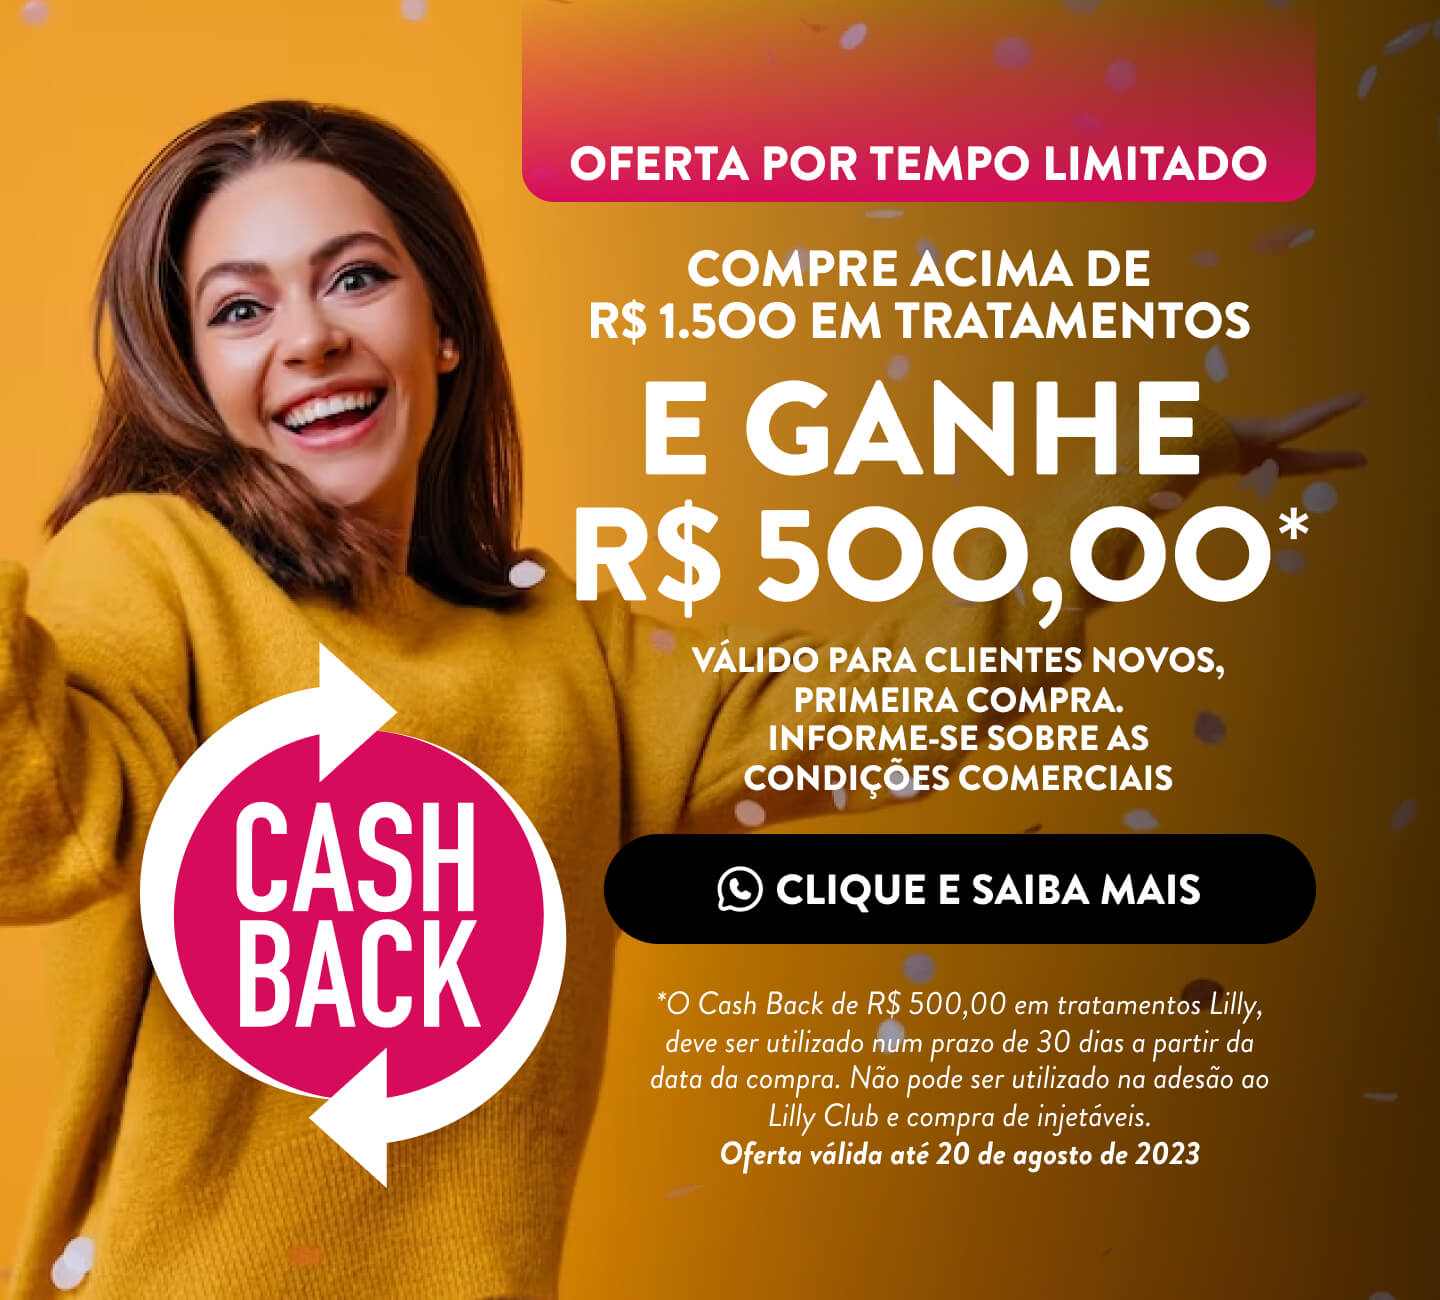 OFERTA POR TEMPO LIMITADO
COMPRE ACIMA DE
R$ 1.500 EM TRATAMENTOS
E GANHE
R$ 500,00*
VÁLIDO PARA CLIENTES NOVOS,
PRIMEIRA COMPRA.
INFORME-SE SOBRE AS
CONDIÇÕES COMERCIAIS
CASH
BACK
CLIQUE E SAIBA MAIS
*O Cash Back de R$ 500,00 em tratamentos Lilly,
deve ser utilizado num prazo de 30 dias a partir da
data da compra. Não pode ser utilizado na adesão ao
Lilly Club e compra de injetáveis.
Oferta válida até 20 de agosto de 2023